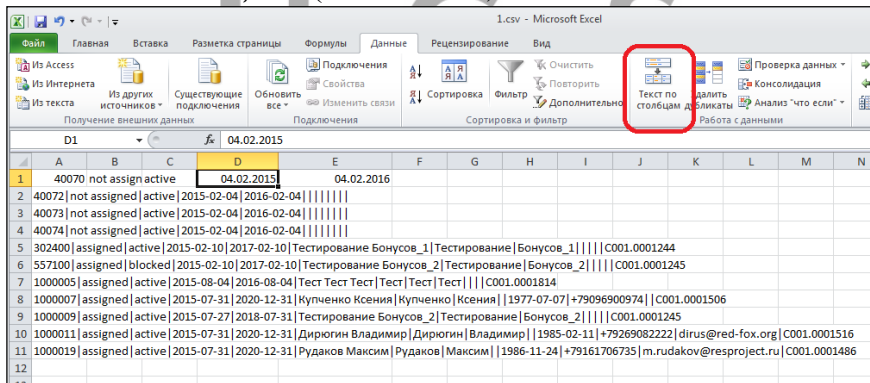 1.csv - Microsoft Excel
Файл Главная Вставка Разметка страницы Формулы Данные Рецензирование Вид
Из Access
Из Интернета
Из текста
Из других источников
Существующие подключения
Получение внешних данных
Обновить все
Подключения
Свойства
Изменить связи
Подключения
Сортировка
Фильтр
Очистить
Повторить
Дополнительно
Сортировка и фильтр
Текст по столбцам
Удалить дубликаты
Проверка данных
Консолидация
Анализ "что если"
Работа с данными
D1 fx 04.02.2015
A B C D E F G H I J K L M N
1 40070 not assign active 04.02.2015 04.02.2016
2 40072|not assigned|active|2015-02-04|2016-02-04||||||||
3 40073|not assigned|active|2015-02-04|2016-02-04||||||||
4 40074|not assigned|active|2015-02-04|2016-02-04||||||||
5 302400|assigned|active|2015-02-10|2017-02-10|Тестирование Бонусов_1|Тестирование|Бонусов_1|||||C001.0001244
6 557100|assigned|blocked|2015-02-10|2017-02-10|Тестирование Бонусов_2|Тестирование|Бонусов_2|||||C001.0001245
7 1000005|assigned|active|2015-08-04|2016-08-04|Тест Тест Тест|Тест|Тест|Тест||||C001.0001814
8 1000007|assigned|active|2015-07-31|2020-12-31|Купченко Ксения|Купченко|Ксения||1977-07-07|+79096900974||C001.0001506
9 1000009|assigned|active|2015-07-27|2018-07-31|Тестирование Бонусов_2|Тестирование|Бонусов_2|||||C001.0001245
10 1000011|assigned|active|2015-07-31|2020-12-31|Дирюгин Владимир|Дирюгин|Владимир||1985-02-11|+79269082222|dirus@red-fox.org|C001.0001516
11 1000019|assigned|active|2015-07-31|2020-12-31|Рудаков Максим|Рудаков|Максим||1986-11-24|+79161706735|m.rudakov@resproject.ru|C001.0001486
12